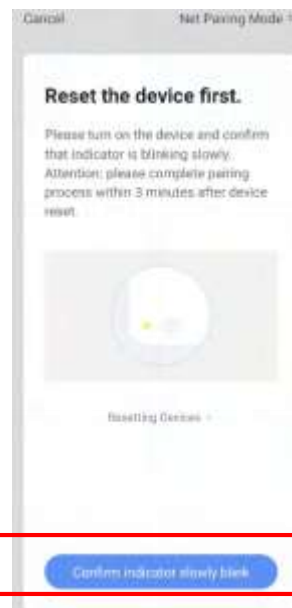 Cancel Net Pairing Mode
Reset the device first.
Please turn on the device and confirm
that indicator is blinking slowly.
Attention: please complete pairing
process within 3 minutes after device
reset.
Resetting Devices
Confirm indicator slowly blink